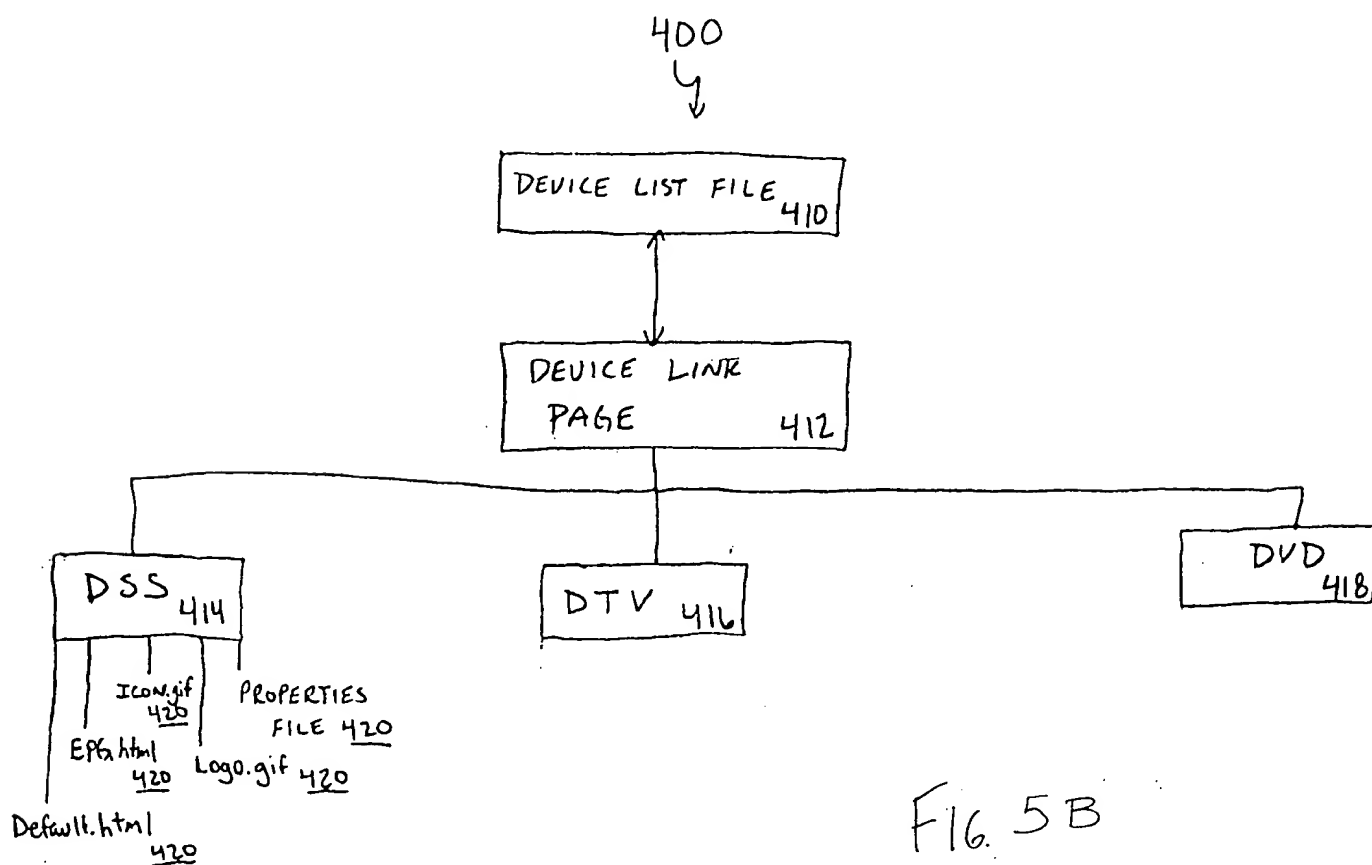 400
DEVICE LIST FILE
410
DEVICE LINK
PAGE 412
DSS
414
DTV 416
DVD
418
ICON.gif
420
PROPERTIES
FILE 420
EPG.html
420
Logo.gif 420
Default.html
420
FIG. 5B